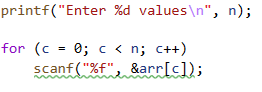 printf("Enter %d values\n", n);
for (c = 0; c < n; c++)
scanf("%f", &arr[c]);